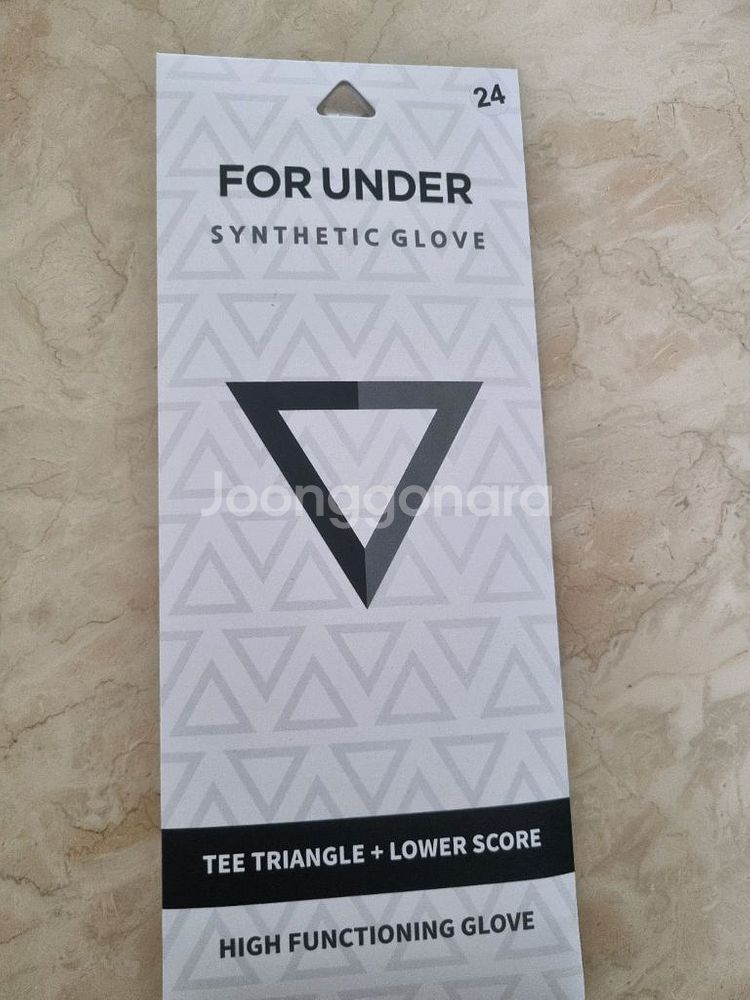 24
FOR UNDER
SYNTHETIC GLOVE
Joonggonara
TEE TRIANGLE + LOWER SCORE
HIGH FUNCTIONING GLOVE